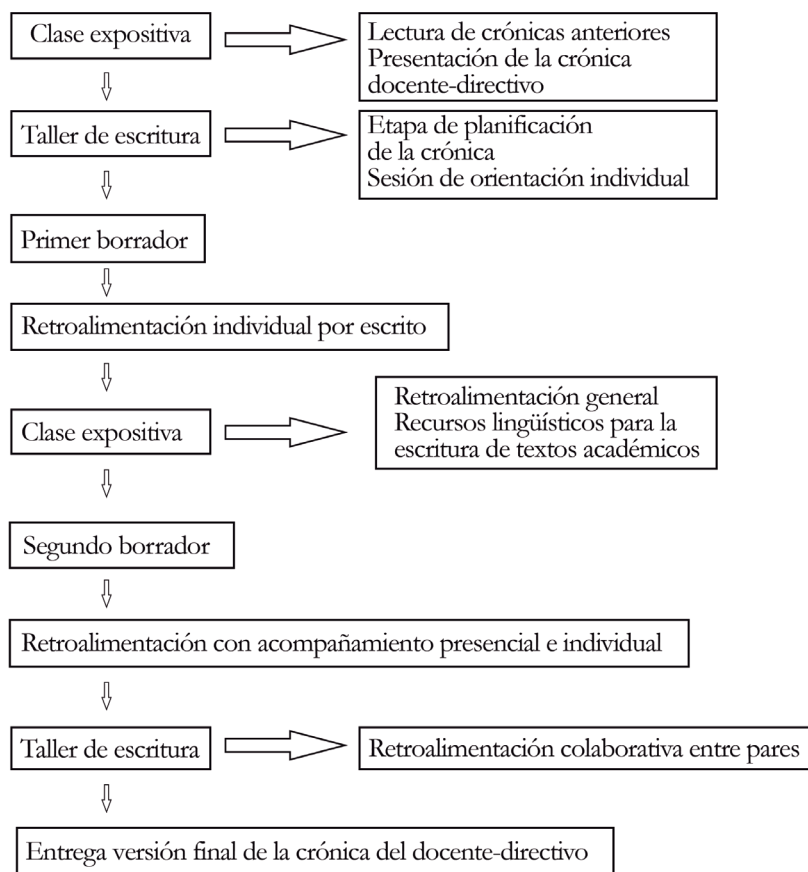 Clase expositiva
Lectura de crónicas anteriores
Presentación de la crónica
docente-directivo
Taller de escritura
Etapa de planificación
de la crónica
Sesión de orientación individual
Primer borrador
Retroalimentación individual por escrito
Clase expositiva
Retroalimentación general
Recursos lingüísticos para la
escritura de textos académicos
Segundo borrador
Retroalimentación con acompañamiento presencial e individual
Taller de escritura
Retroalimentación colaborativa entre pares
Entrega versión final de la crónica del docente-directivo